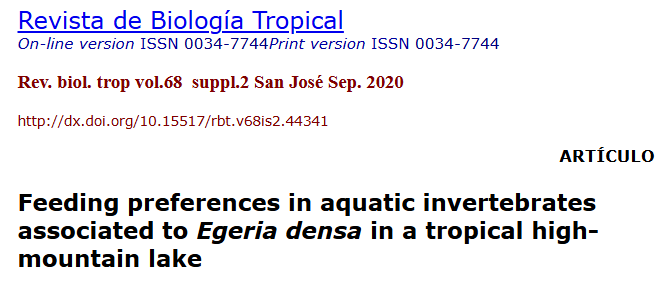 Revista de Biología Tropical
On-line version ISSN 0034-7744Print version ISSN 0034-7744
Rev. biol. trop vol.68 suppl.2 San José Sep. 2020
http://dx.doi.org/10.15517/rbt.v68is2.44341
ARTÍCULO
Feeding preferences in aquatic invertebrates
associated to Egeria densa in a tropical high-
mountain lake